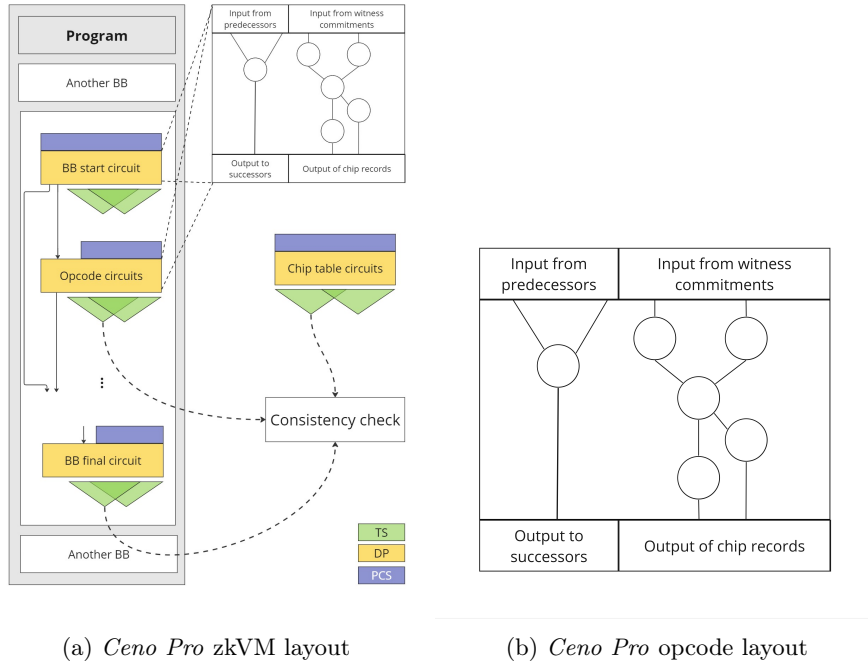 Program
Another BB
BB start circuit
Opcode circuits
⋮
BB final circuit
Another BB
Input from
predecessors
Input from witness
commitments
Output to
successors
Output of chip records
Chip table circuits
Consistency check
TS
DP
PCS
(a) Ceno Pro zkVM layout
Input from
predecessors
Input from witness
commitments
Output to
successors
Output of chip records
(b) Ceno Pro opcode layout